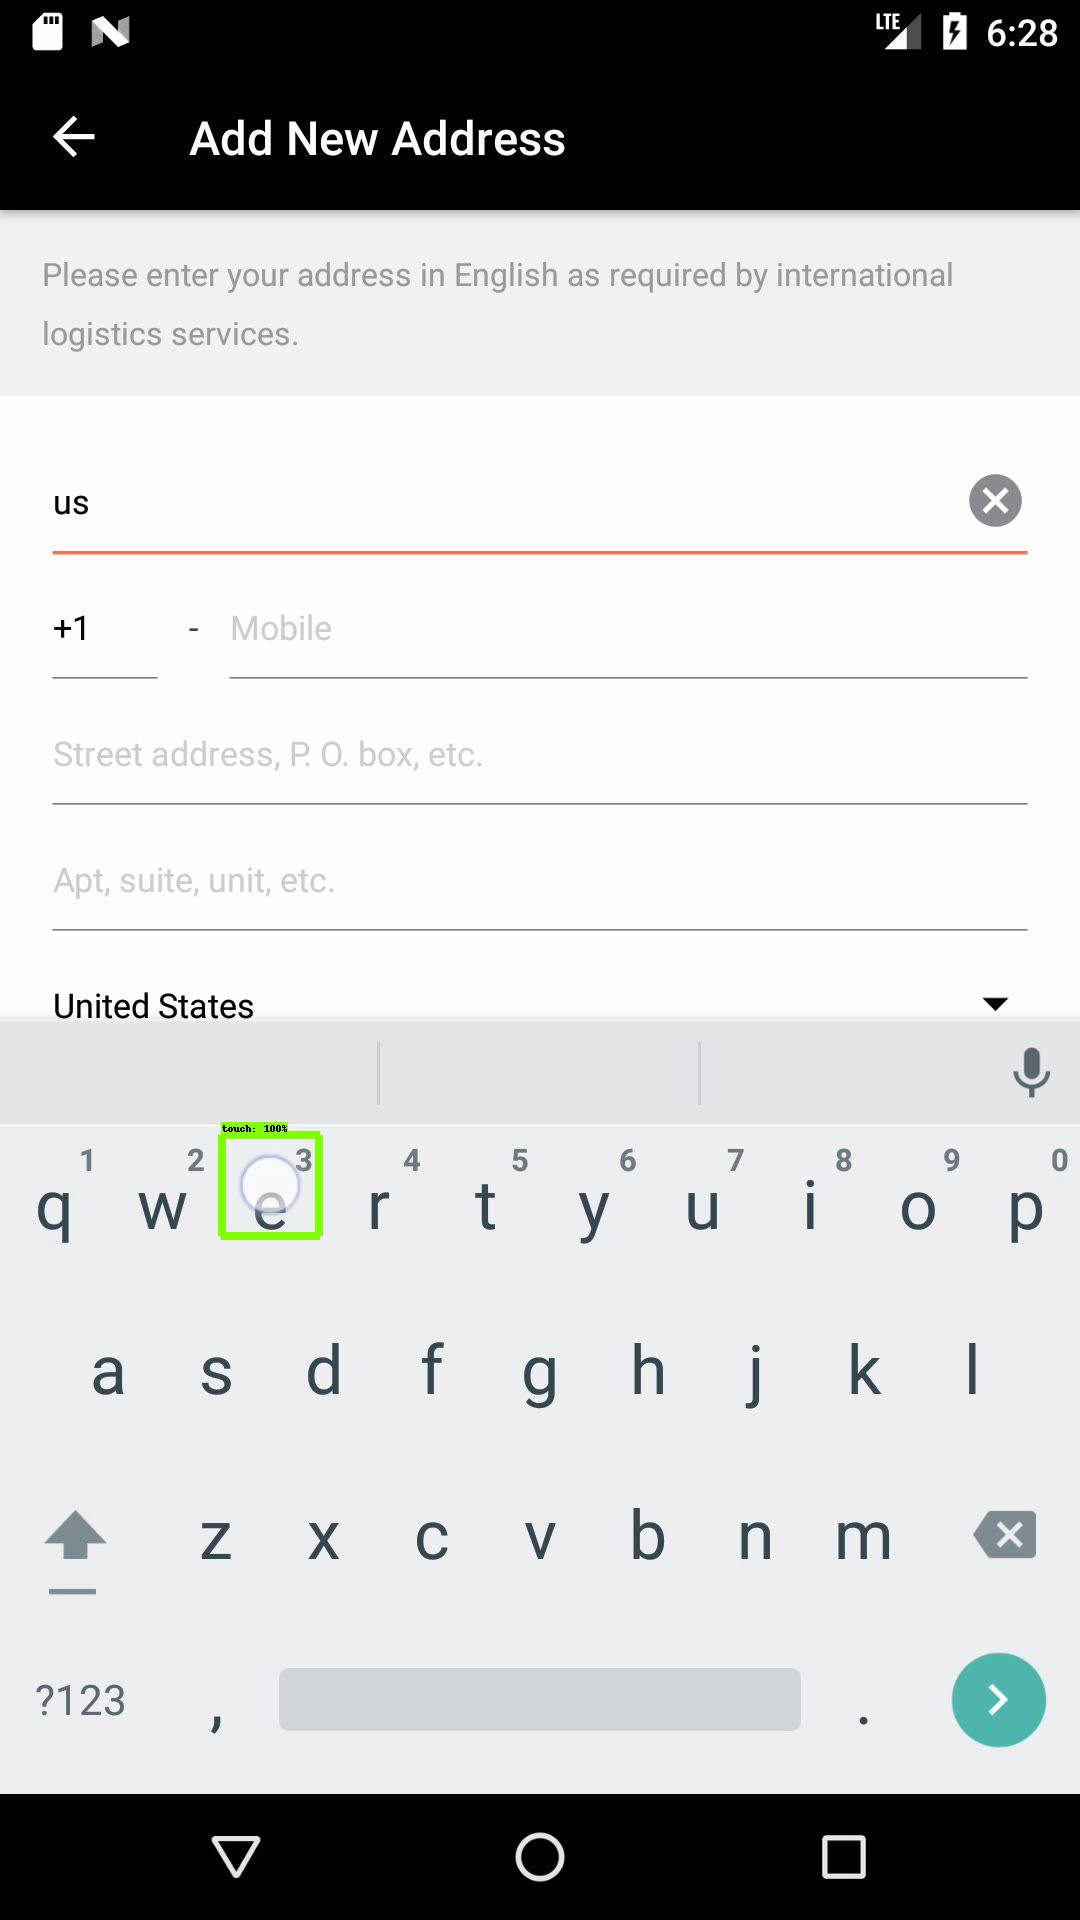 LTE 6:28
Add New Address
Please enter your address in English as required by international
logistics services.
us
+1 - Mobile
Street address, P. O. box, etc.
Apt, suite, unit, etc.
United States
touch: 100%
1 2 3 4 5 6 7 8 9 0
q w e r t y u i o p
a s d f g h j k l
z x c v b n m
?123 , .